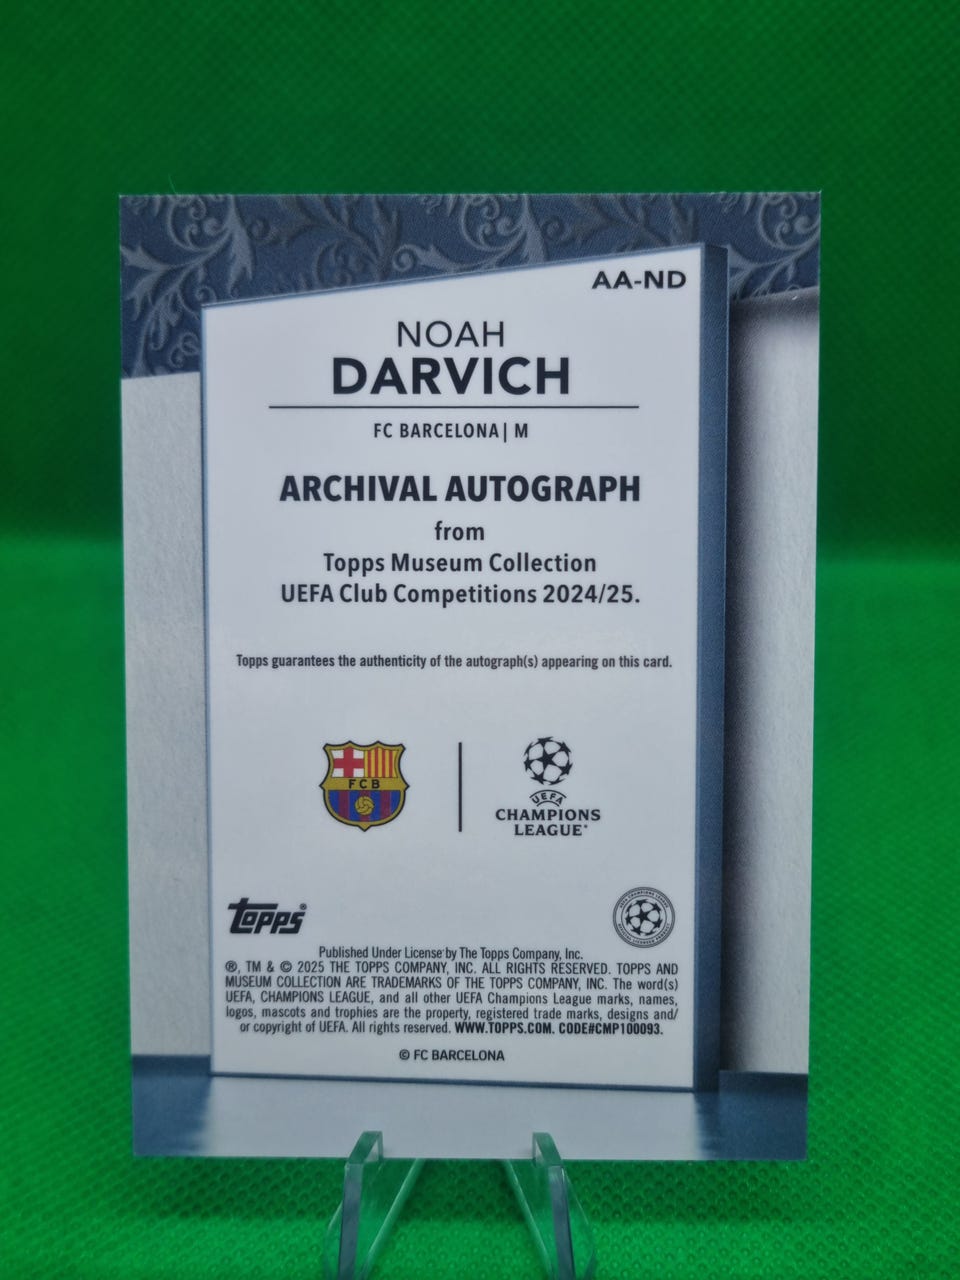 AA-ND
NOAH
DARVICH
FC BARCELONA| M
ARCHIVAL AUTOGRAPH
from
Topps Museum Collection
UEFA Club Competitions 2024/25.
Topps guarantees the authenticity of the autograph(s) appearing on this card.
FCB
UEFA
CHAMPIONS
LEAGUE®
Topps®
Published Under License by The Topps Company, Inc.
®, TM & © 2025 THE TOPPS COMPANY, INC. ALL RIGHTS RESERVED. TOPPS AND
MUSEUM COLLECTION ARE TRADEMARKS OF THE TOPPS COMPANY, INC. The word(s)
UEFA, CHAMPIONS LEAGUE, and all other UEFA Champions League marks, names,
logos, mascots and trophies are the property, registered trade marks, designs and/
or copyright of UEFA. All rights reserved. WWW.TOPPS.COM. CODE#CMP100093.
© FC BARCELONA